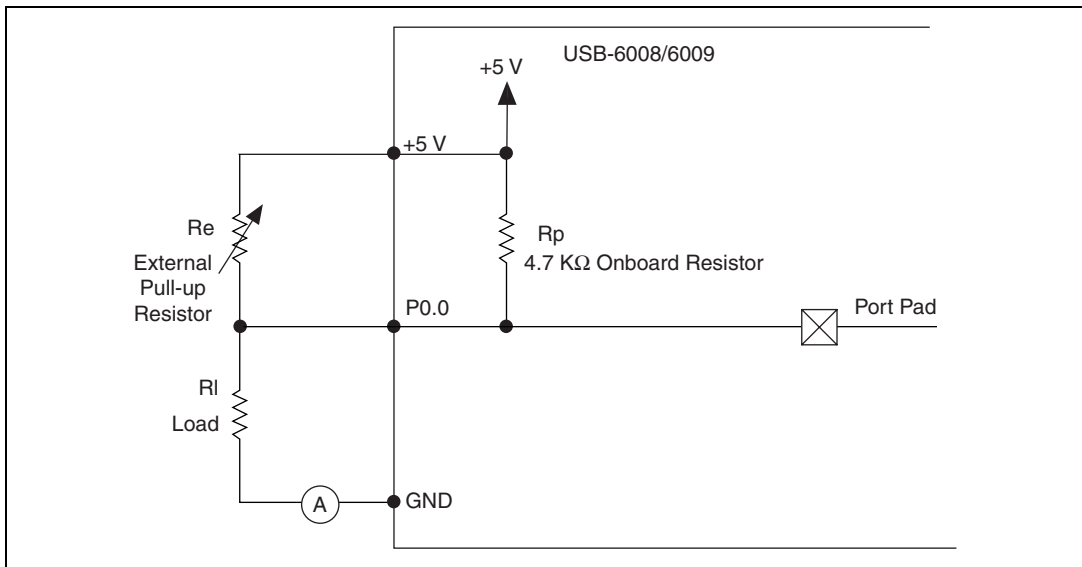 USB-6008/6009
+5 V
+5 V
Re
External
Pull-up
Resistor
Rp
4.7 KΩ Onboard Resistor
P0.0
Port Pad
Rl
Load
A
GND